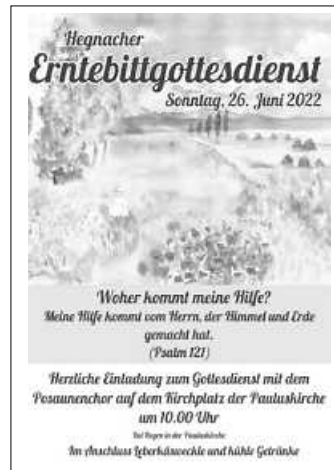 Hegnacher
Erntebittgottesdienst
Sonntag, 26. Juni 2022
Woher kommt meine Hilfe?
Meine Hilfe kommt vom Herrn, der Himmel und Erde
gemacht hat.
(Psalm 121)
Herzliche Einladung zum Gottesdienst mit dem
Posaunenchor auf dem Kirchplatz der Pauluskirche
um 10.00 Uhr
Bei Regen in der Pauluskirche
Im Anschluss Leberkäsweckle und kühle Getränke